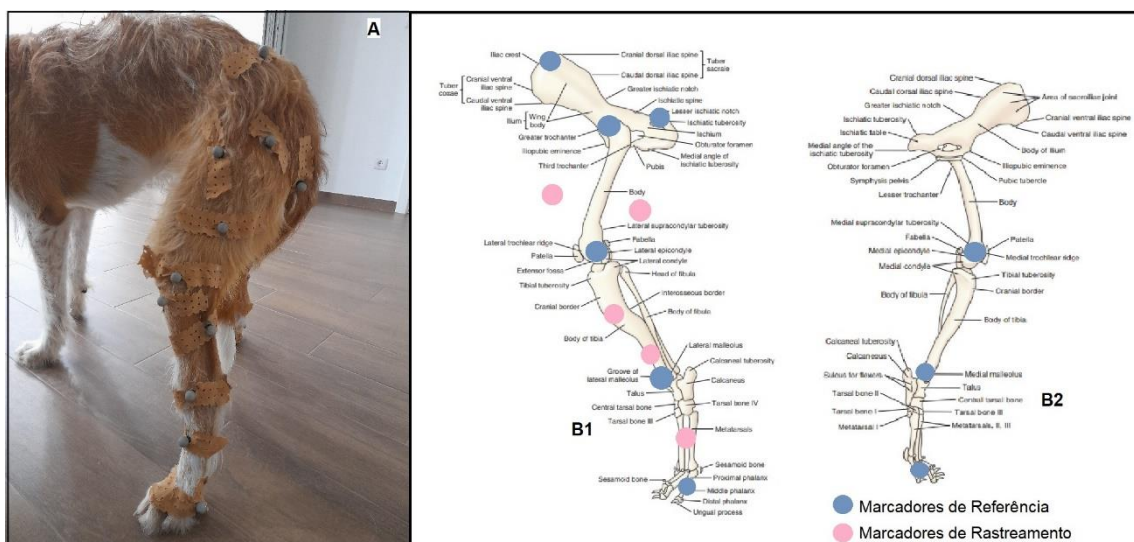 A
Iliac crest
Cranial dorsal iliac spine
Caudal dorsal iliac spine
Tuber
sacrale
Cranial ventral
iliac spine
Tuber
coxae
Caudal ventral
iliac spine
Greater ischiatic notch
Ischiatic spine
Lesser ischiatic notch
Ischiatic tuberosity
Ilium
Wing
body
Greater trochanter
Iliopubic eminence
Third trochanter
Ischium
Obturator foramen
Medial angle of
ischiatic tuberosity
Pubis
Body
Lateral supracondylar tuberosity
Fabella
Lateral epicondyle
Lateral condyle
Head of fibula
Lateral trochlear ridge
Patella
Extensor fossa
Tibial tuberosity
Cranial border
Interosseous border
Body of fibula
Body of tibia
Lateral malleolus
Calcaneal tuberosity
Groove of
lateral malleolus
Calcaneus
Talus
Central tarsal bone
Tarsal bone III
Tarsal bone IV
B1
Metatarsals
Sesamoid bone
Proximal phalanx
Sesamoid bone
Middle phalanx
Distal phalanx
Ungual process
Cranial dorsal iliac spine
Caudal dorsal iliac spine
Greater ischiatic notch
Ischiatic tuberosity
Ischiatic table
Medial angle of the
ischiatic tuberosity
Obturator foramen
Symphysis pelvis
Lesser trochanter
Area of sacroiliac joint
Cranial ventral iliac spine
Caudal ventral iliac spine
Body of ilium
Iliopubic eminence
Pubic tubercle
Body
Medial supracondylar tuberosity
Fabella
Medial epicondyle
Medial condyle
Patella
Medial trochlear ridge
Tibial tuberosity
Cranial border
Body of fibula
Body of tibia
Calcaneal tuberosity
Calcaneus
Sulcus for flexors
Tarsal bone II
Tarsal bone I
Metatarsal I
Medial malleolus
Talus
Central tarsal bone
Tarsal bone III
Metatarsals, II, III
B2
Marcadores de Referência
Marcadores de Rastreamento